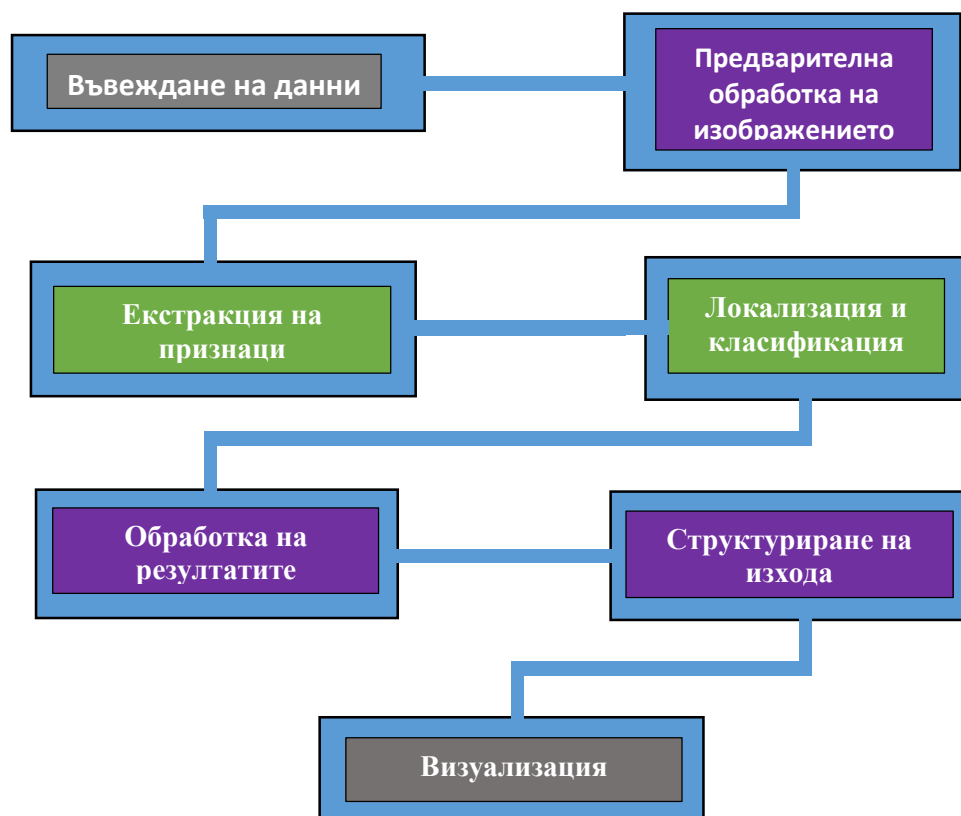 Въвеждане на данни
Предварителна
обработка на
изображението
Екстракция на
признаци
Локализация и
класификация
Обработка на
резултатите
Структуриране на
изхода
Визуализация